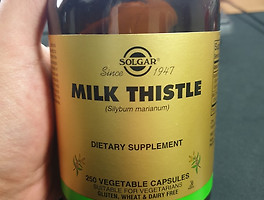 SOLGAR®
Since 1947
MILK THISTLE
(Silybum marianum)
DIETARY SUPPLEMENT
250 VEGETABLE CAPSULES
SUITABLE FOR VEGETARIANS
GLUTEN, WHEAT & DAIRY FREE